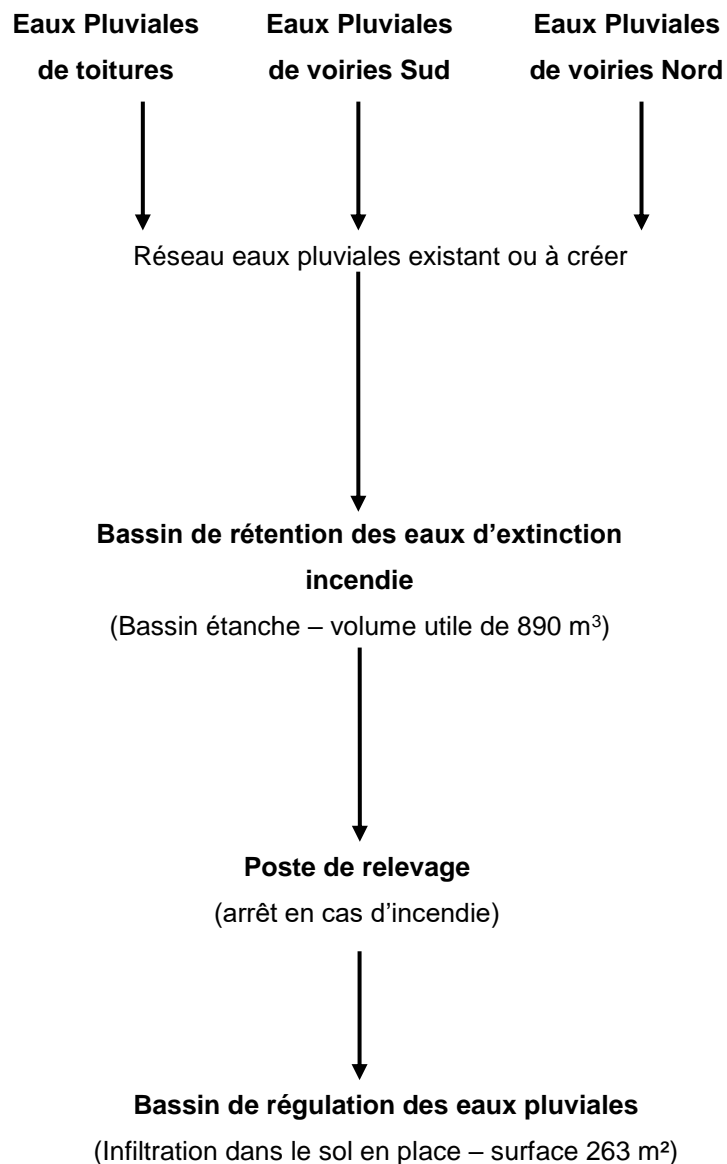 Eaux Pluviales
de toitures
Eaux Pluviales
de voiries Sud
Eaux Pluviales
de voiries Nord
Réseau eaux pluviales existant ou à créer
Bassin de rétention des eaux d’extinction
incendie
(Bassin étanche – volume utile de 890 m³)
Poste de relevage
(arrêt en cas d’incendie)
Bassin de régulation des eaux pluviales
(Infiltration dans le sol en place – surface 263 m²)